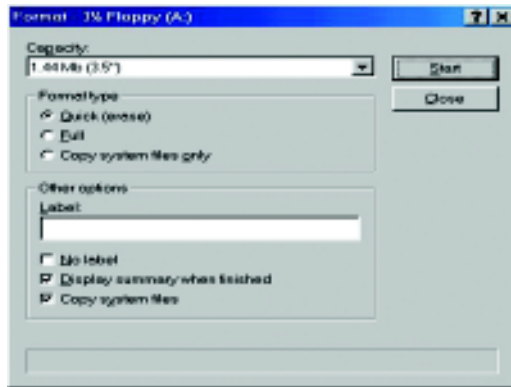 Format - 3½ Floppy (A:)
Capacity:
1.44 Mb (3.5")
Start
Close
Format type
Quick (erase)
Full
Copy system files only
Other options
Label:
No label
Display summary when finished
Copy system files